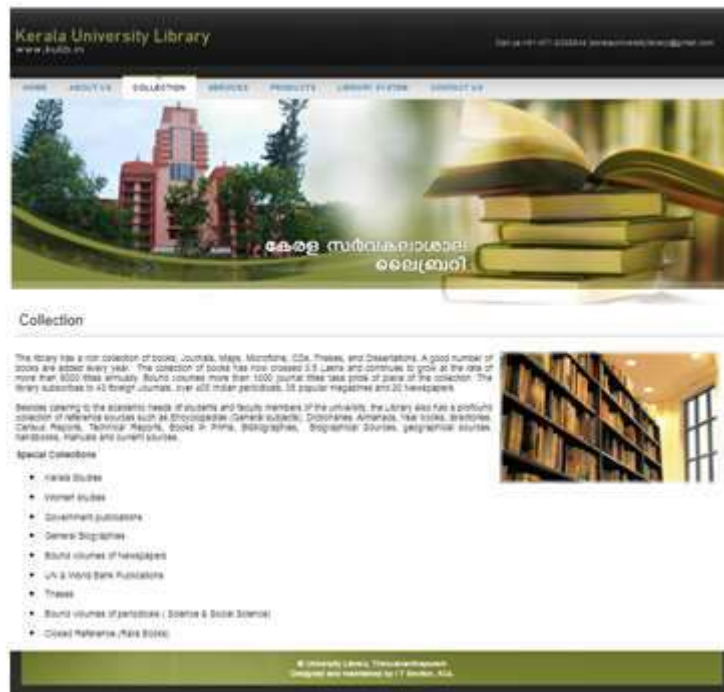 Kerala University Library
www.kulib.in
HOME ABOUT US COLLECTION SERVICES PRODUCTS LIBRARY SYSTEM CONTACT US
കേരള സർവകലാശാല
ലൈബ്രറി
Collection
The library has a rich collection of books, Journals, Maps, Microfilms, CDs, Theses, and Dissertations. A good number of
books are added every year. The collection of books has now crossed 3.5 Lakhs and continues to grow at the rate of
more than 5000 titles annually. Bound volumes more than 1000 journal titles take pride of place of the collection. The
library subscribes to 40 foreign Journals, over 400 Indian periodicals, 35 popular magazines and 20 Newspapers.
Besides catering to the academic needs of students and faculty members of the university, the Library also has a profound
collection of reference sources such as Encyclopedias (General subjects), Dictionaries, Almanacs, Year books, directories,
Census Reports, Technical Reports, Books in Prints, Bibliographies, Biographical Sources, geographical sources,
handbooks, manuals and current sources.
Special Collections
Kerala Studies
Women studies
Government publications
General Biographies
Bound volumes of Newspapers
UN & World Bank Publications
Theses
Bound volumes of periodicals ( Science & Social Science)
Closed Reference (Rare Books)
© University Library, Thiruvananthapuram
Designed and maintained by I T Section, KUL